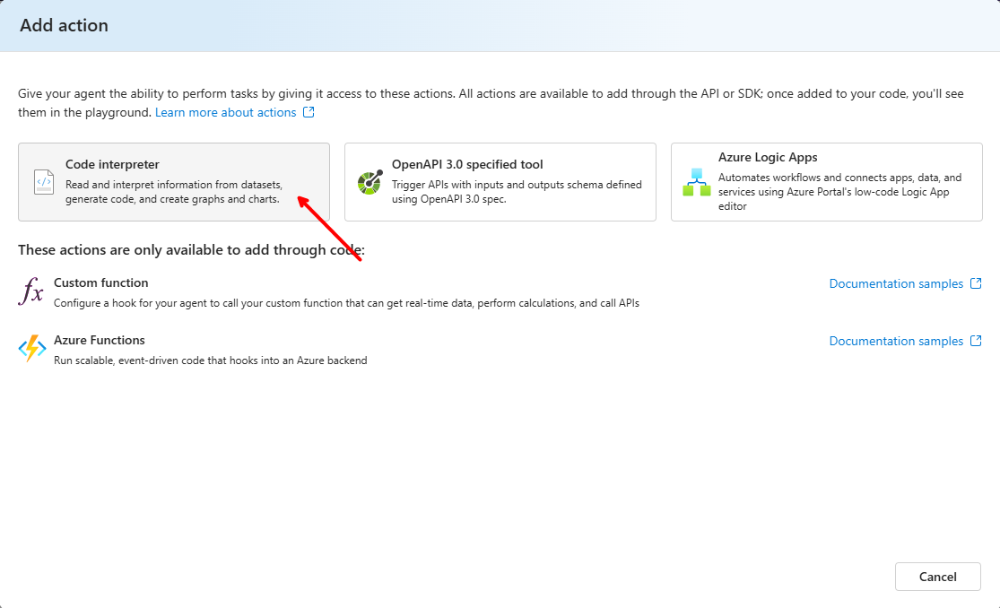 Add action
Give your agent the ability to perform tasks by giving it access to these actions. All actions are available to add through the API or SDK; once added to your code, you'll see
them in the playground. Learn more about actions
Code interpreter
Read and interpret information from datasets,
generate code, and create graphs and charts.
OpenAPI 3.0 specified tool
Trigger APIs with inputs and outputs schema defined
using OpenAPI 3.0 spec.
Azure Logic Apps
Automates workflows and connects apps, data, and
services using Azure Portal's low-code Logic App
editor
These actions are only available to add through code:
Custom function
Documentation samples
Configure a hook for your agent to call your custom function that can get real-time data, perform calculations, and call APIs
Azure Functions
Documentation samples
Run scalable, event-driven code that hooks into an Azure backend
Cancel